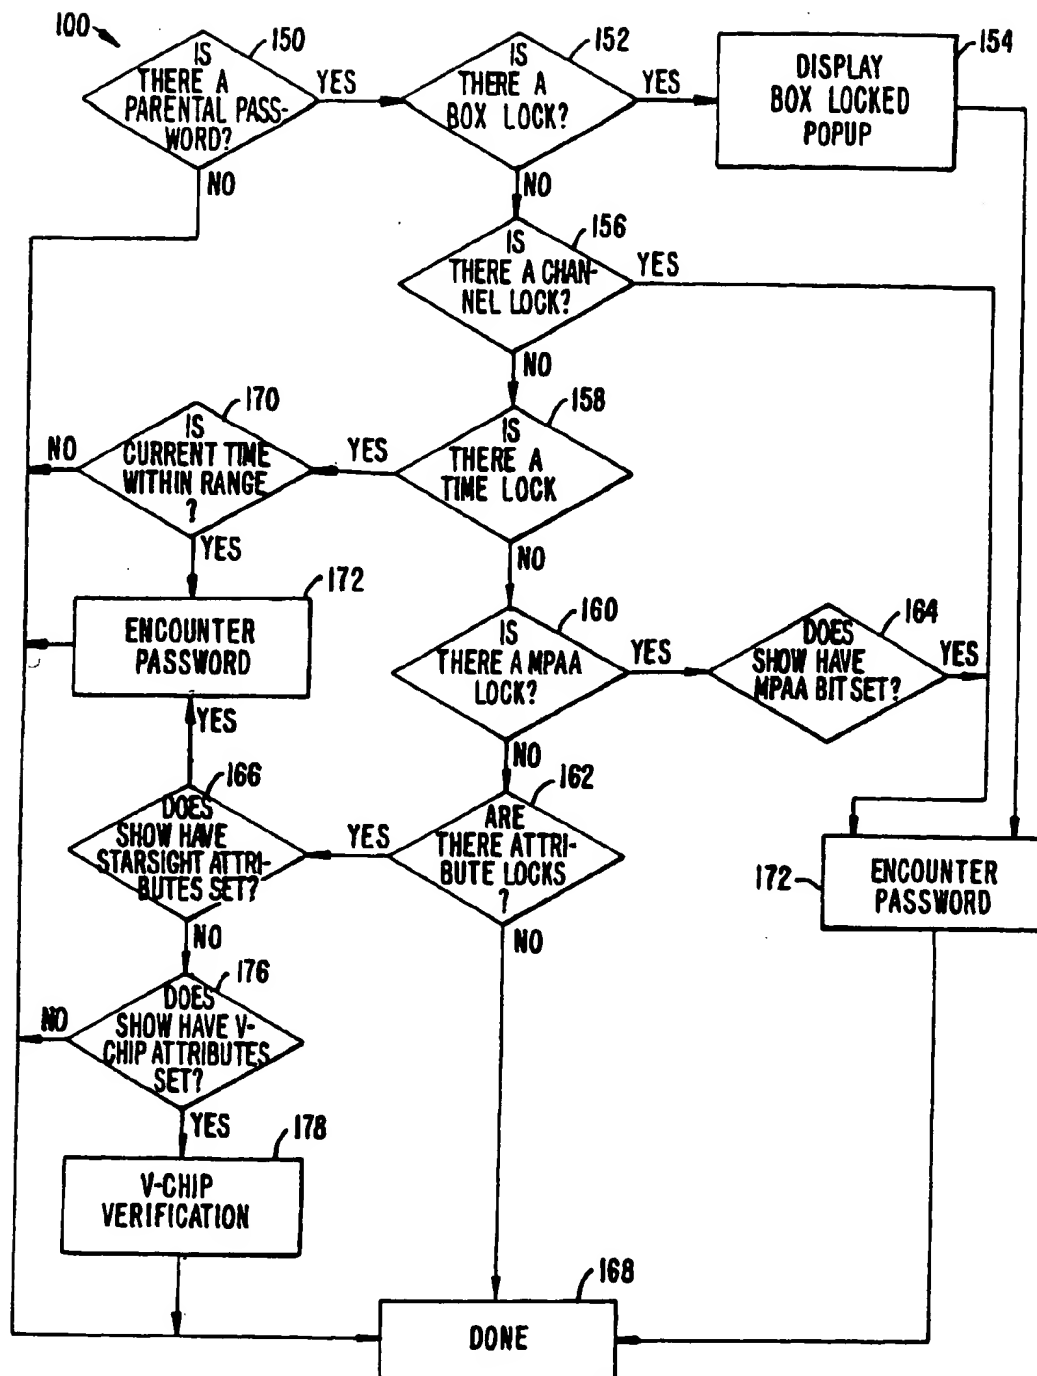 100
150
IS
THERE A
PARENTAL PASS-
WORD?
YES
NO
152
IS
THERE A
BOX LOCK?
YES
NO
154
DISPLAY
BOX LOCKED
POPUP
156
IS
THERE A CHAN-
NEL LOCK?
YES
NO
170
IS
CURRENT TIME
WITHIN RANGE
?
NO
YES
158
IS
THERE A
TIME LOCK
YES
NO
172
ENCOUNTER
PASSWORD
160
IS
THERE A MPAA
LOCK?
YES
NO
164
DOES
SHOW HAVE
MPAA BIT SET?
YES
YES
166
DOES
SHOW HAVE
STARSIGHT ATTRI-
BUTES SET?
NO
162
ARE
THERE ATTRI-
BUTE LOCKS
?
YES
NO
172
ENCOUNTER
PASSWORD
176
DOES
SHOW HAVE V-
CHIP ATTRIBUTES
SET?
NO
YES
178
V-CHIP
VERIFICATION
168
DONE